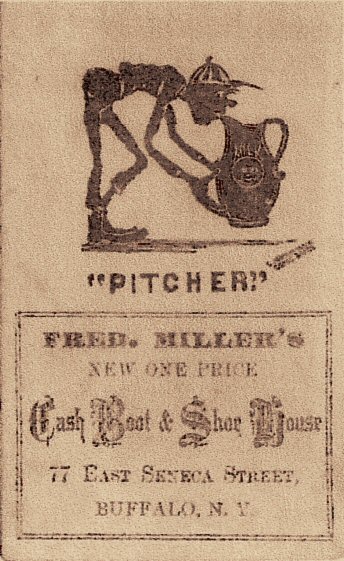 "PITCHER."
FRED. MILLER'S
NEW ONE PRICE
Cash Boot & Shoe House
77 EAST SENECA STREET,
BUFFALO, N. Y.